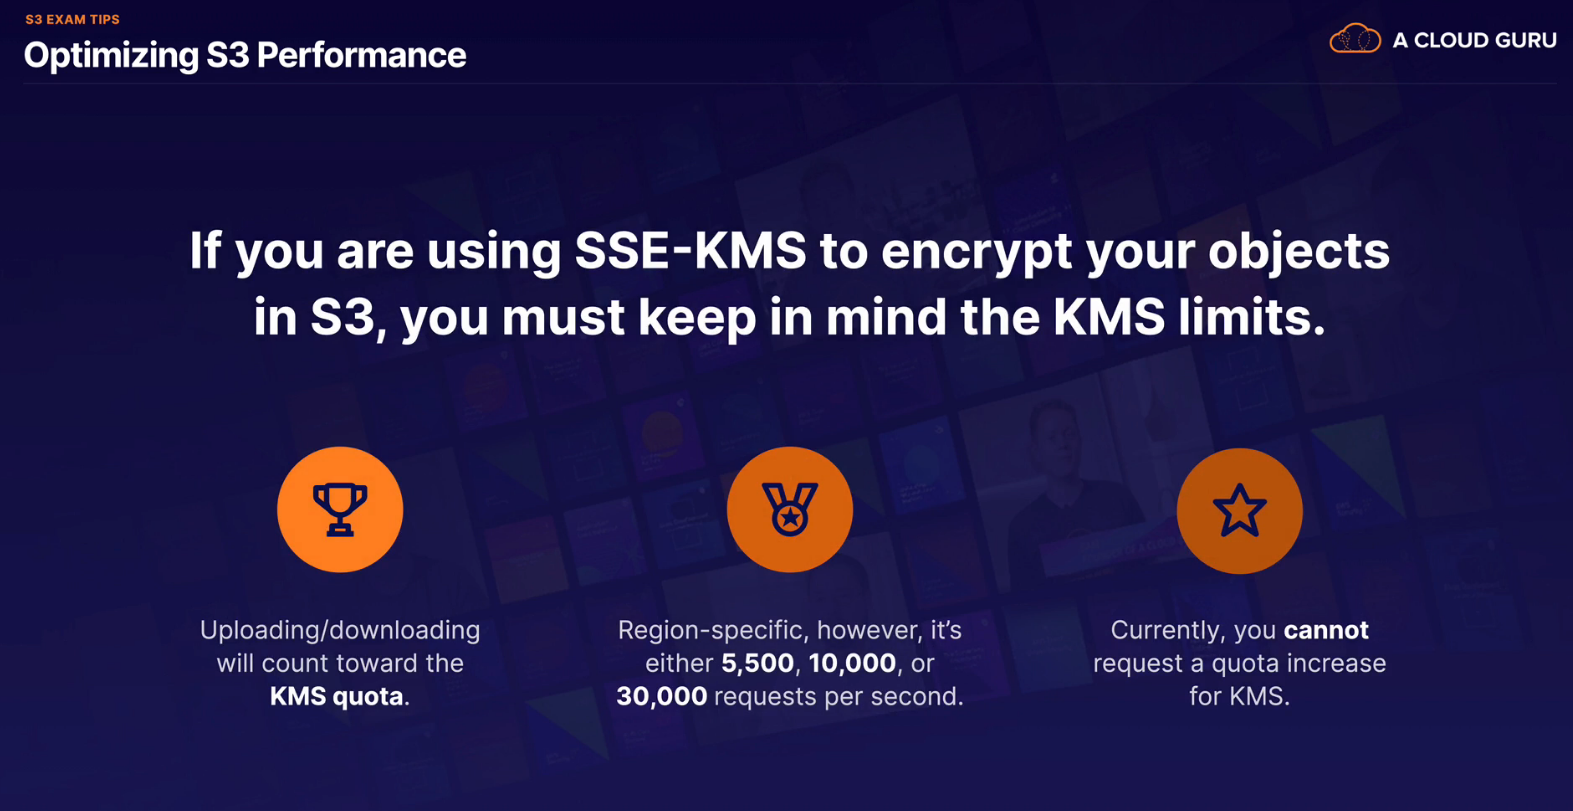 S3 EXAM TIPS
Optimizing S3 Performance
A CLOUD GURU
If you are using SSE-KMS to encrypt your objects
in S3, you must keep in mind the KMS limits.
Uploading/downloading
will count toward the
KMS quota.
Region-specific, however, it’s
either 5,500, 10,000, or
30,000 requests per second.
Currently, you cannot
request a quota increase
for KMS.